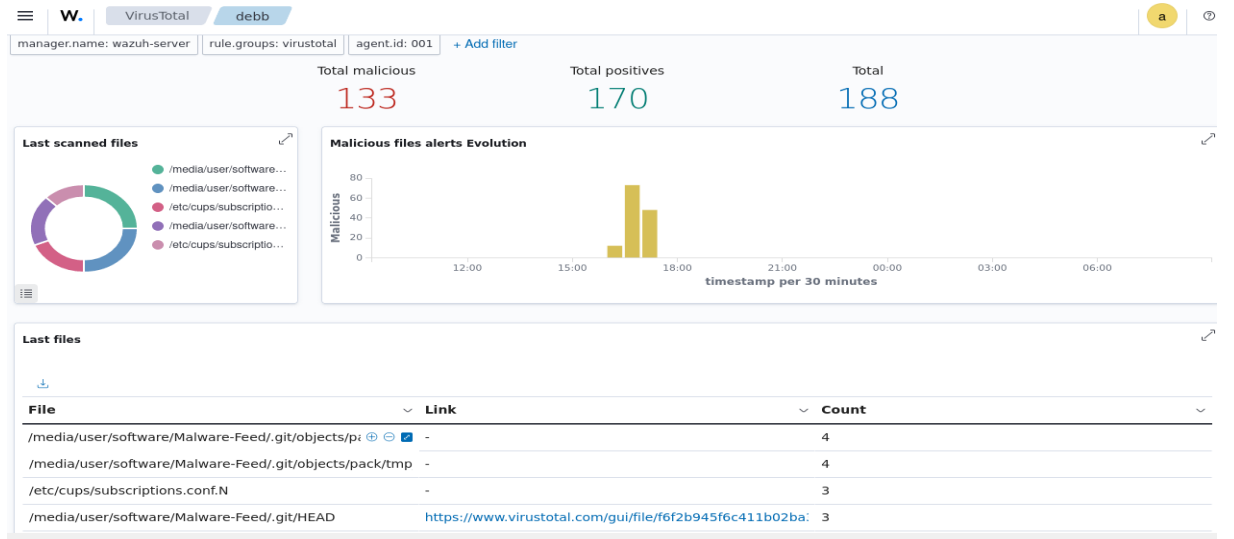 W. VirusTotal debb a
manager.name: wazuh-server rule.groups: virustotal agent.id: 001 + Add filter
Total malicious Total positives Total
133 170 188
Last scanned files
/media/user/software...
/media/user/software...
/etc/cups/subscriptio...
/media/user/software...
/etc/cups/subscriptio...
Malicious files alerts Evolution
Malicious
80
60
40
20
0
12:00 15:00 18:00 21:00 00:00 03:00 06:00
timestamp per 30 minutes
Last files
File Link Count
/media/user/software/Malware-Feed/.git/objects/pa - 4
/media/user/software/Malware-Feed/.git/objects/pack/tmp - 4
/etc/cups/subscriptions.conf.N - 3
/media/user/software/Malware-Feed/.git/HEAD https://www.virustotal.com/gui/file/f6f2b945f6c411b02ba 3